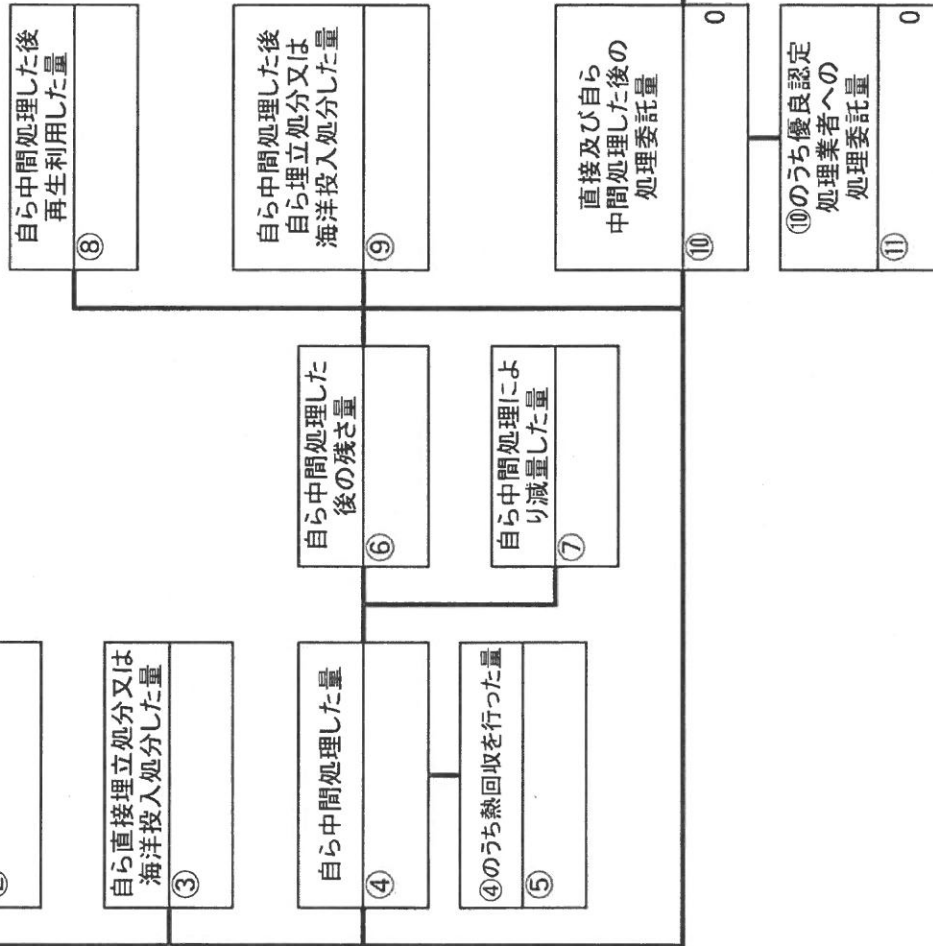 ②
自ら直接埋立処分又は
海洋投入処分した量
③
自ら中間処理した量
④
④のうち熱回収を行った量
⑤
自ら中間処理した
後の残さ量
⑥
自ら中間処理によ
り減量した量
⑦
自ら中間処理した後
再生利用した量
⑧
自ら中間処理した後
自ら埋立処分又は
海洋投入処分した量
⑨
直接及び自ら
中間処理した後の
処理委託量
⑩ 0
⑩のうち優良認定
処理業者への
処理委託量
⑪ 0